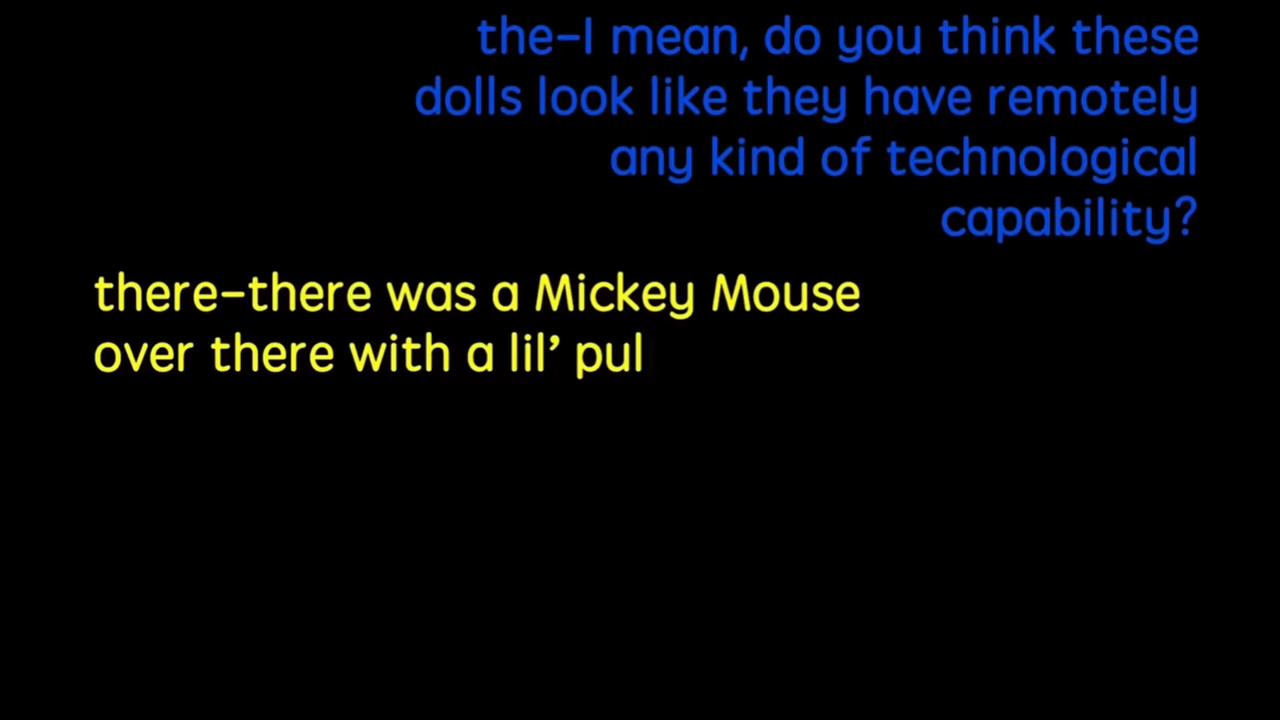 the–I mean, do you think these
dolls look like they have remotely
any kind of technological
capability?
there–there was a Mickey Mouse
over there with a lil’ pul